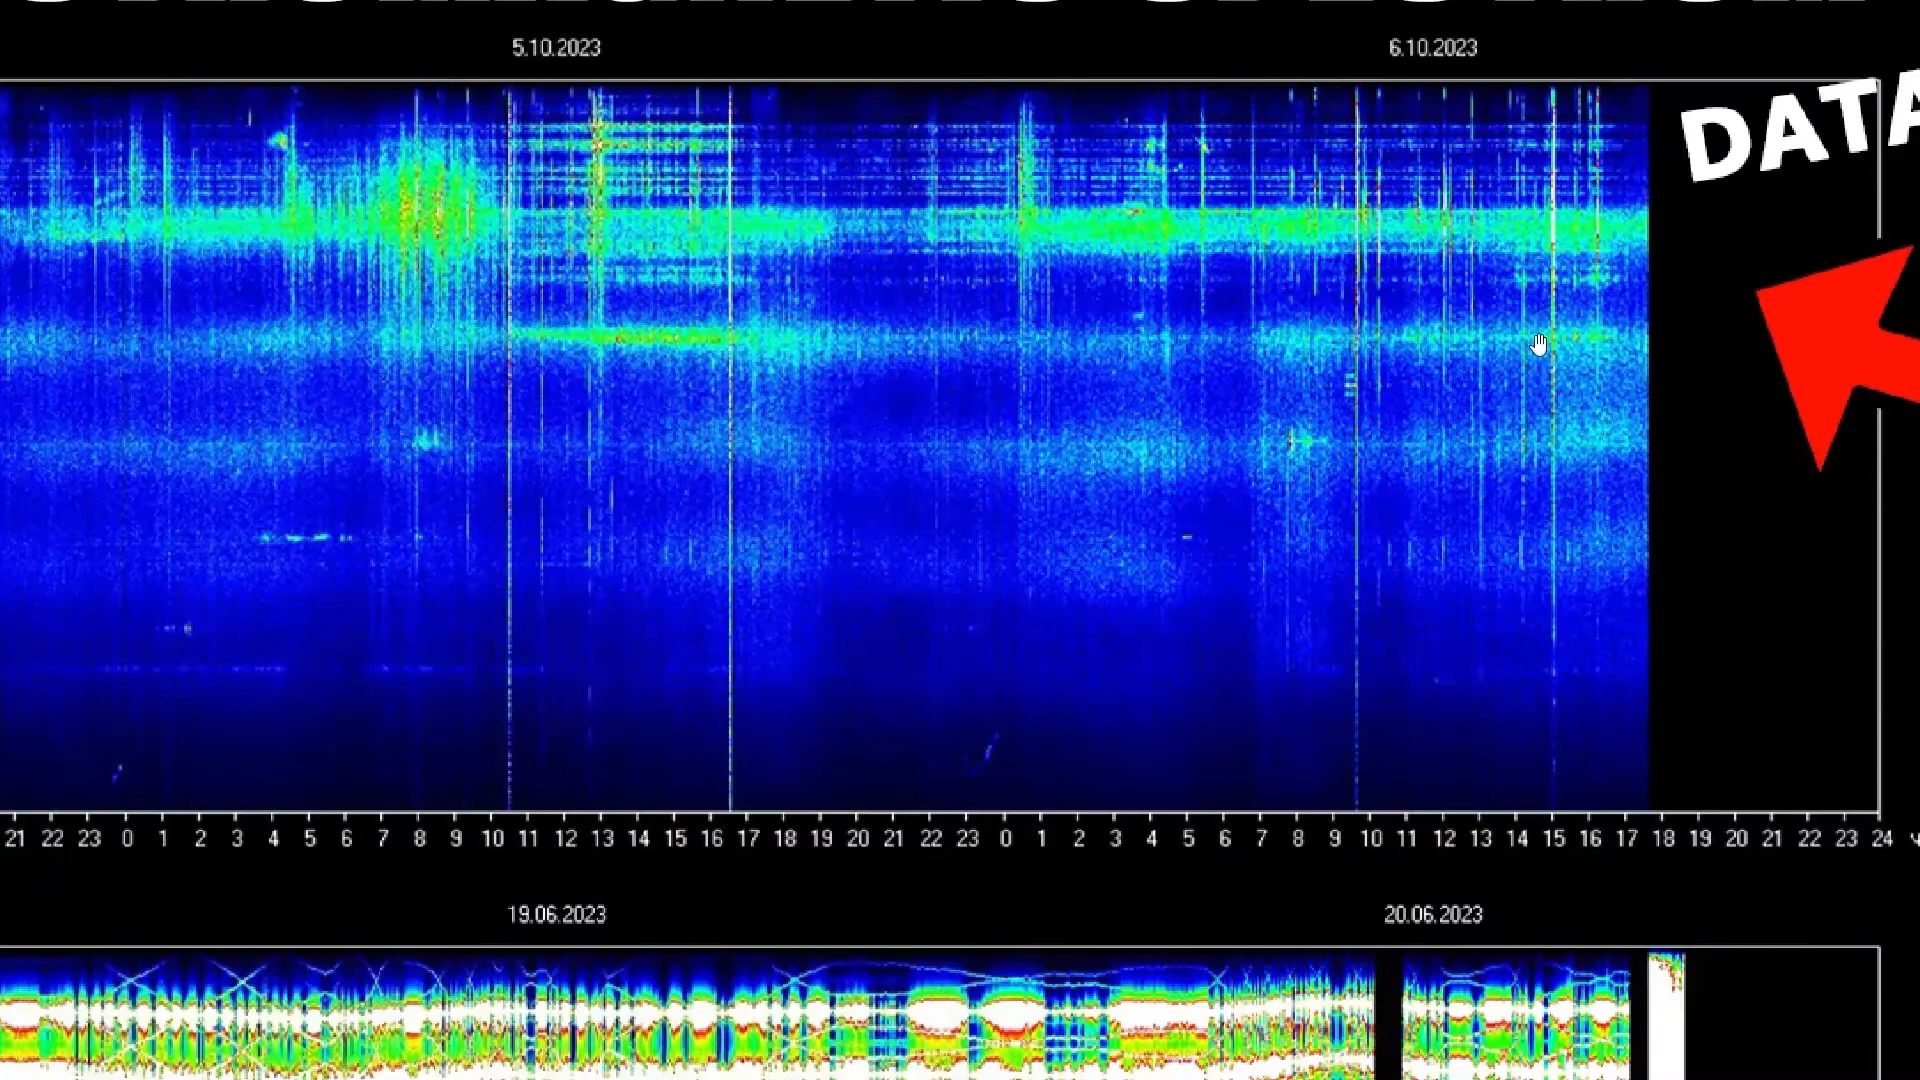 5.10.2023 6.10.2023
DATA
21 22 23 0 1 2 3 4 5 6 7 8 9 10 11 12 13 14 15 16 17 18 19 20 21 22 23 0 1 2 3 4 5 6 7 8 9 10 11 12 13 14 15 16 17 18 19 20 21 22 23 24
19.06.2023 20.06.2023